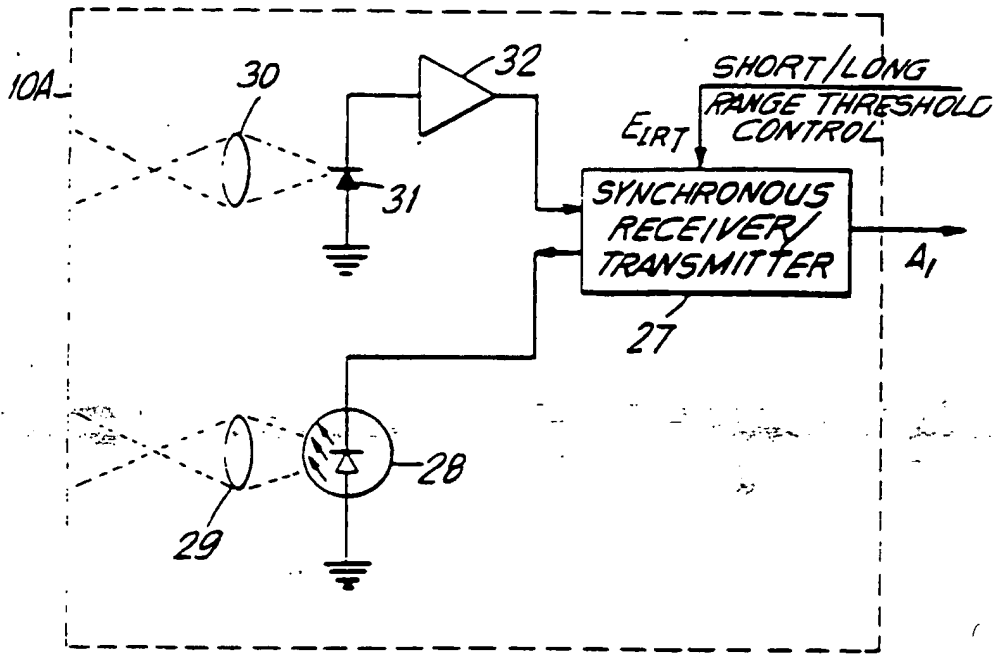 10A
30
32
31
SHORT/LONG
RANGE THRESHOLD
CONTROL
E_IRT
SYNCHRONOUS
RECEIVER/
TRANSMITTER
A₁
27
28
29